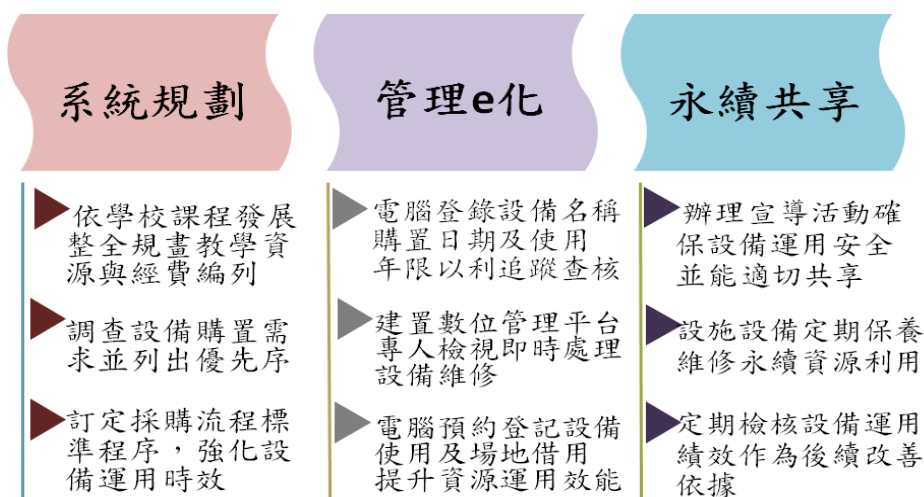 系統規劃
依學校課程發展
整全規畫教學資
源與經費編列
調查設備購置需
求並列出優先序
訂定採購流程標
準程序，強化設
備運用時效
管理e化
電腦登錄設備名稱
購置日期及使用
年限以利追蹤查核
建置數位管理平台
專人檢視即時處理
設備維修
電腦預約登記設備
使用及場地借用
提升資源運用效能
永續共享
辦理宣導活動確
保設備運用安全
並能適切共享
設施設備定期保養
維修永續資源利用
定期檢核設備運用
績效作為後續改善
依據